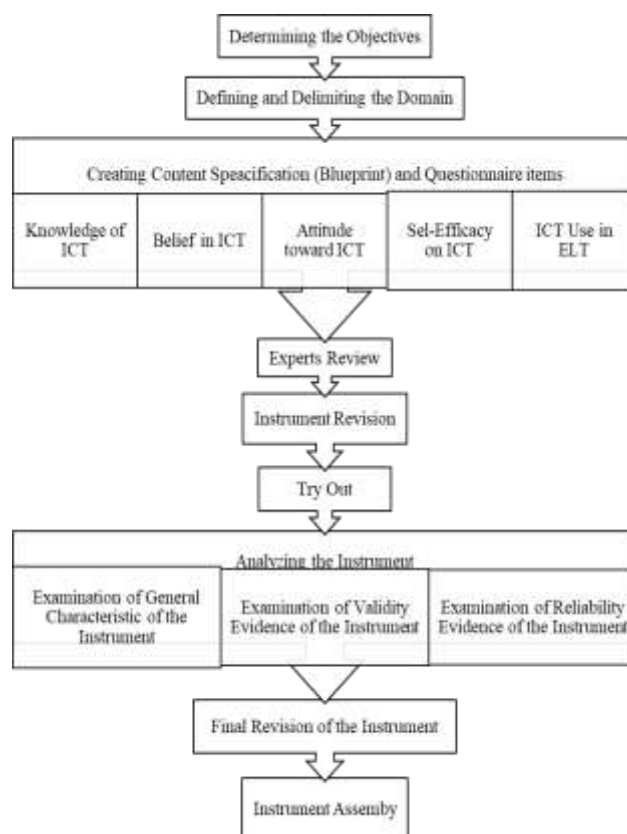 Determining the Objectives
Defining and Delimiting the Domain
Creating Content Speacification (Blueprint) and Questionnaire items
Knowledge of
ICT
Belief in ICT
Attitude
toward ICT
Sel-Efficacy
on ICT
ICT Use in
ELT
Experts Review
Instrument Revision
Try Out
Analyzing the Instrument
Examination of General
Characteristic of the
Instrument
Examination of Validity
Evidence of the Instrument
Examination of Reliability
Evidence of the Instrument
Final Revision of the Instrument
Instrument Assemby